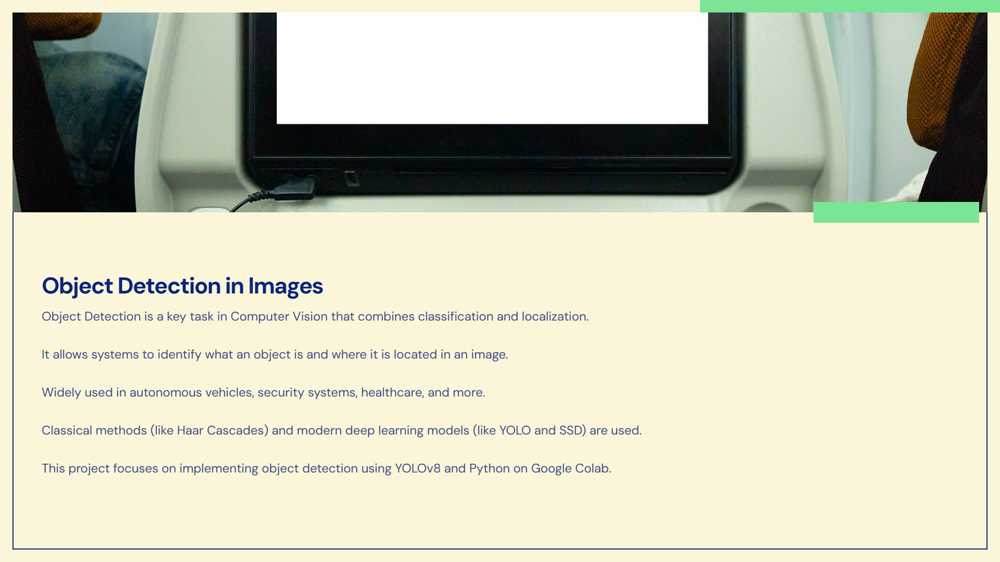 Object Detection in Images
Object Detection is a key task in Computer Vision that combines classification and localization.
It allows systems to identify what an object is and where it is located in an image.
Widely used in autonomous vehicles, security systems, healthcare, and more.
Classical methods (like Haar Cascades) and modern deep learning models (like YOLO and SSD) are used.
This project focuses on implementing object detection using YOLOv8 and Python on Google Colab.